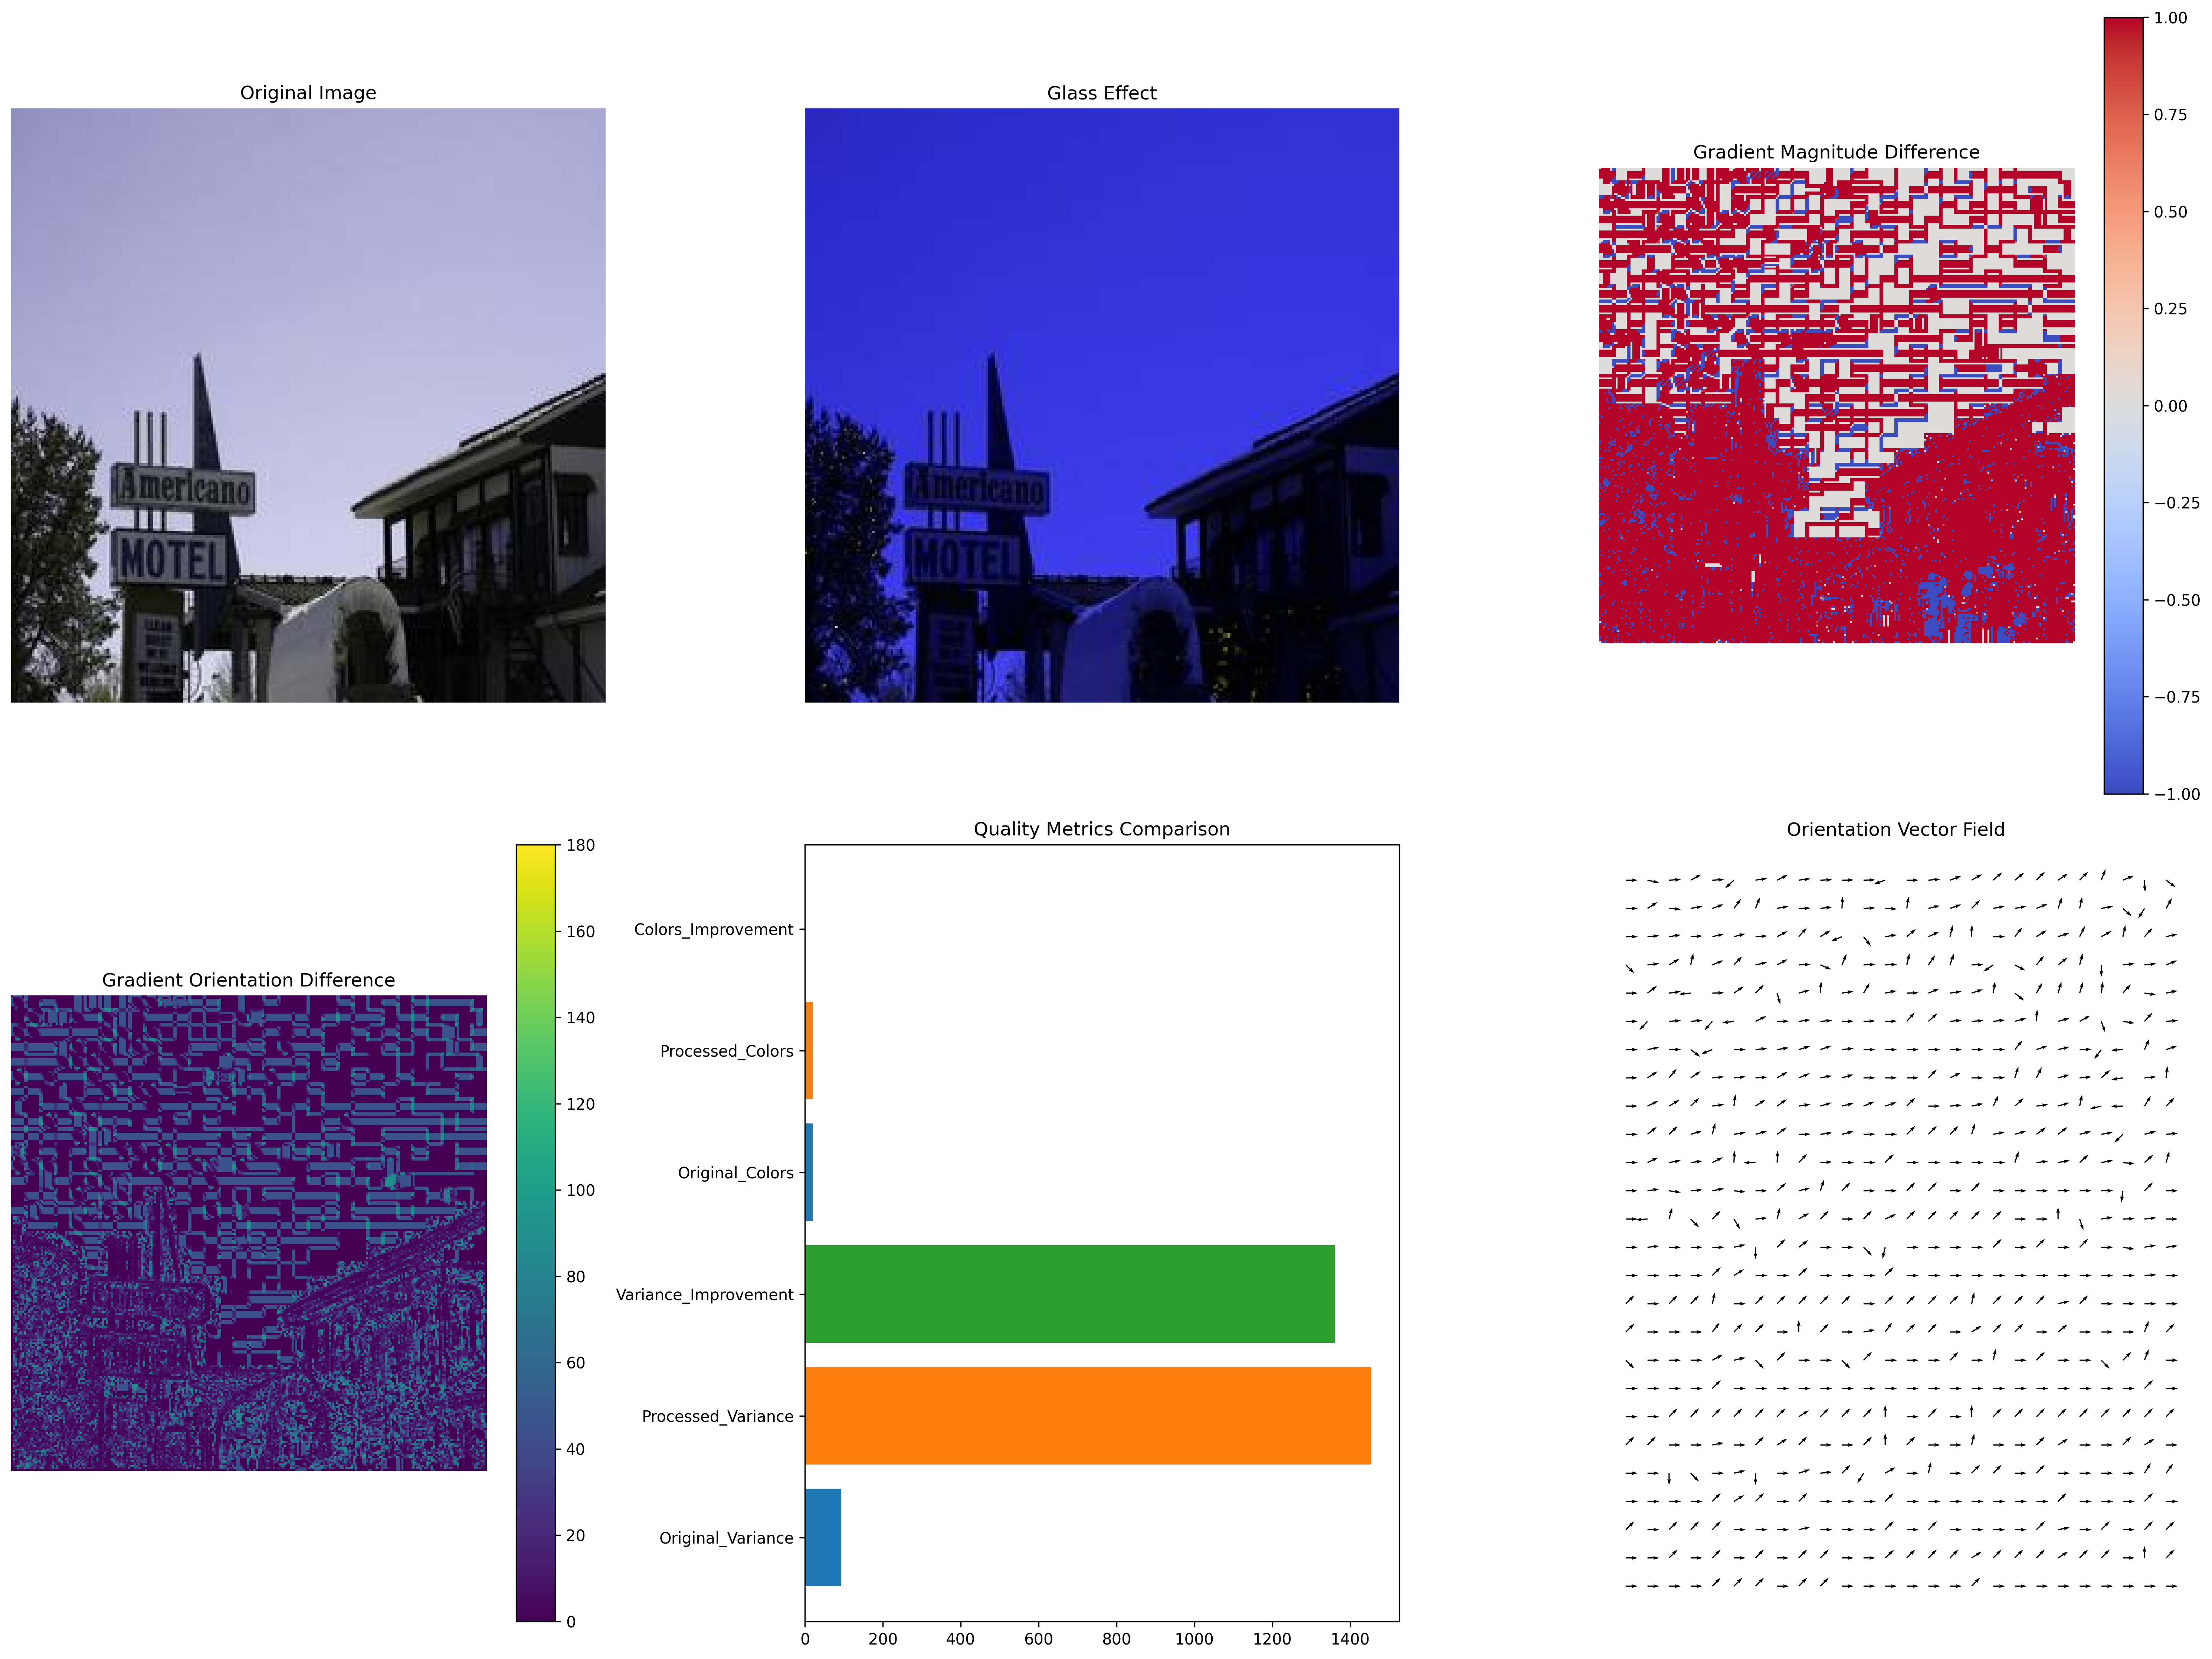 Original Image
Glass Effect
Gradient Magnitude Difference
1.00
0.75
0.50
0.25
0.00
−0.25
−0.50
−0.75
−1.00
Americano
MOTEL
Americano
MOTEL
Gradient Orientation Difference
180
160
140
120
100
80
60
40
20
0
Quality Metrics Comparison
Colors_Improvement
Processed_Colors
Original_Colors
Variance_Improvement
Processed_Variance
Original_Variance
0 200 400 600 800 1000 1200 1400
Orientation Vector Field